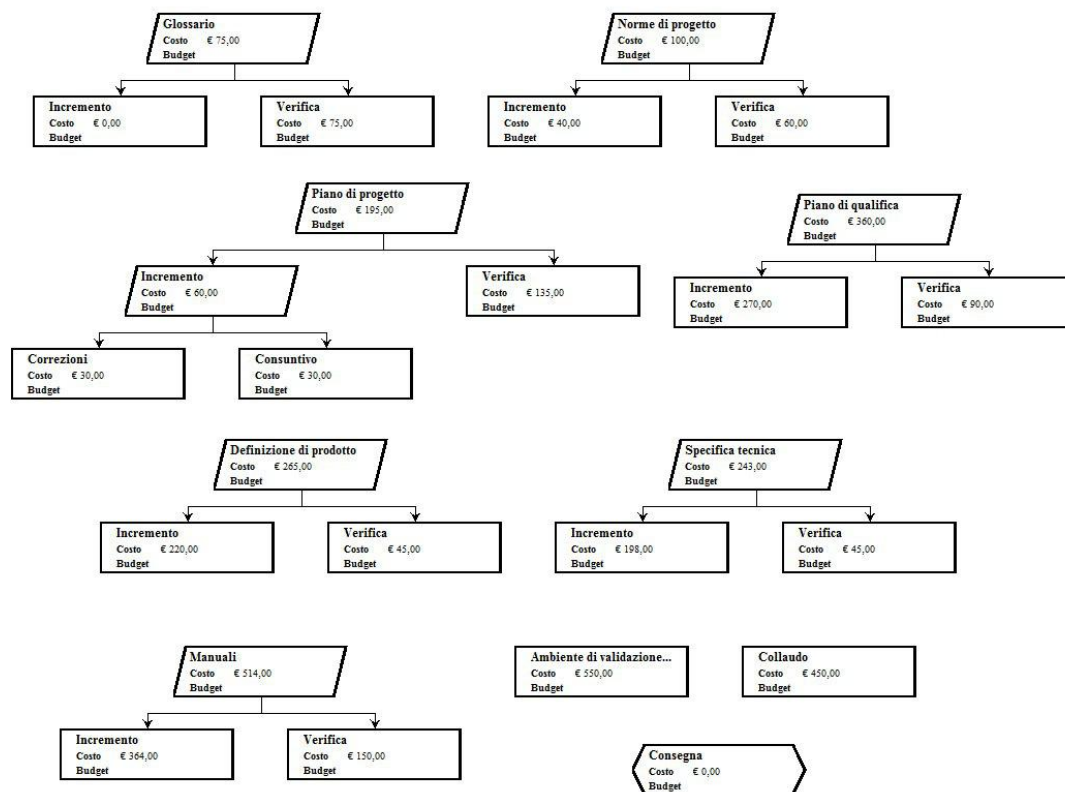 Glossario
Costo € 75,00
Budget
Norme di progetto
Costo € 100,00
Budget
Incremento
Costo € 0,00
Budget
Verifica
Costo € 75,00
Budget
Incremento
Costo € 40,00
Budget
Verifica
Costo € 60,00
Budget
Piano di progetto
Costo € 195,00
Budget
Piano di qualifica
Costo € 360,00
Budget
Incremento
Costo € 60,00
Budget
Verifica
Costo € 135,00
Budget
Incremento
Costo € 270,00
Budget
Verifica
Costo € 90,00
Budget
Correzioni
Costo € 30,00
Budget
Consuntivo
Costo € 30,00
Budget
Definizione di prodotto
Costo € 265,00
Budget
Specifica tecnica
Costo € 243,00
Budget
Incremento
Costo € 220,00
Budget
Verifica
Costo € 45,00
Budget
Incremento
Costo € 198,00
Budget
Verifica
Costo € 45,00
Budget
Manuali
Costo € 514,00
Budget
Ambiente di validazione...
Costo € 550,00
Budget
Collaudo
Costo € 450,00
Budget
Incremento
Costo € 364,00
Budget
Verifica
Costo € 150,00
Budget
Consegna
Costo € 0,00
Budget